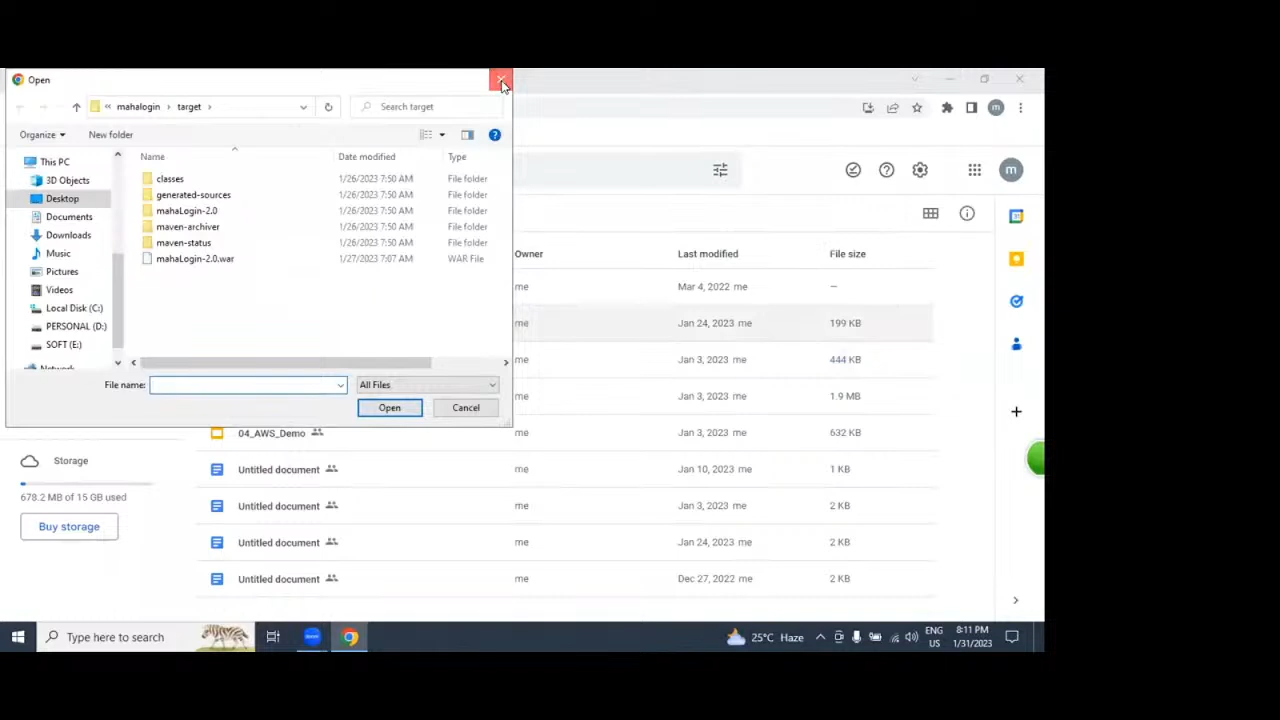 Open
mahalogin › target ›
Search target
Organize
New folder
This PC
3D Objects
Desktop
Documents
Downloads
Music
Pictures
Videos
Local Disk (C:)
PERSONAL (D:)
SOFT (E:)
Network
Name Date modified Type
classes 1/26/2023 7:50 AM File folder
generated-sources 1/26/2023 7:50 AM File folder
mahaLogin-2.0 1/26/2023 7:50 AM File folder
maven-archiver 1/26/2023 7:50 AM File folder
maven-status 1/26/2023 7:50 AM File folder
mahaLogin-2.0.war 1/27/2023 7:07 AM WAR File
File name:
All Files
Open Cancel
m
m
Owner Last modified File size
me Mar 4, 2022 me –
me Jan 24, 2023 me 199 KB
me Jan 3, 2023 me 444 KB
me Jan 3, 2023 me 1.9 MB
04_AWS_Demo me Jan 3, 2023 me 632 KB
Untitled document me Jan 10, 2023 me 1 KB
Untitled document me Jan 3, 2023 me 2 KB
Untitled document me Jan 24, 2023 me 2 KB
Untitled document me Dec 27, 2022 me 2 KB
Storage
678.2 MB of 15 GB used
Buy storage
Type here to search
zoom
25°C Haze
ENG
US
8:11 PM
1/31/2023